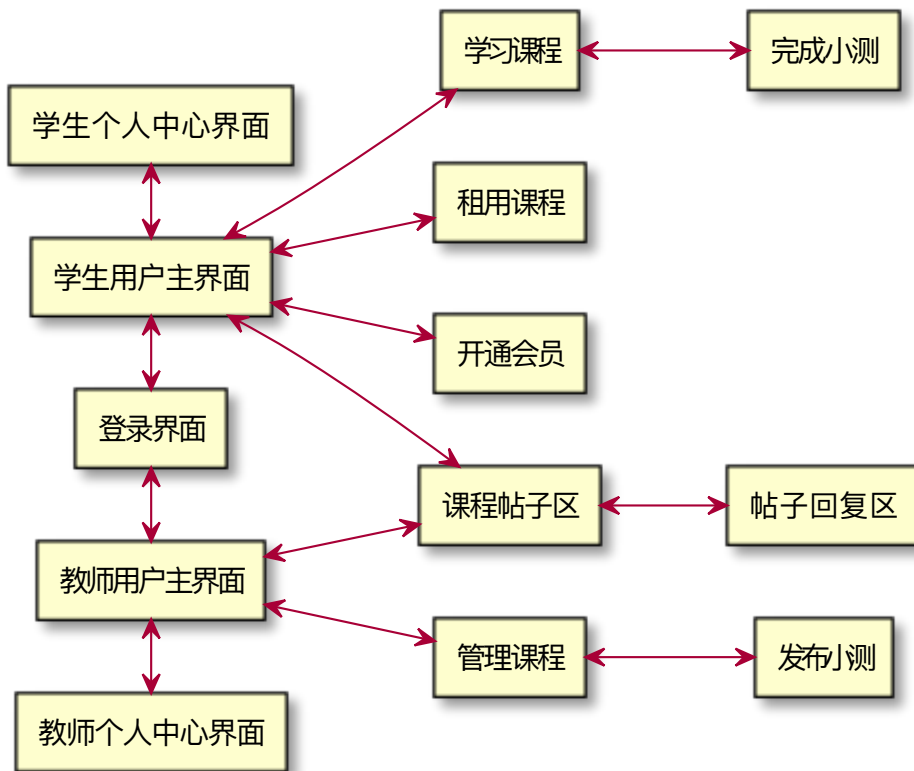 学习课程
完成小测
学生个人中心界面
租用课程
学生用户主界面
开通会员
登录界面
课程帖子区
帖子回复区
教师用户主界面
管理课程
发布小测
教师个人中心界面